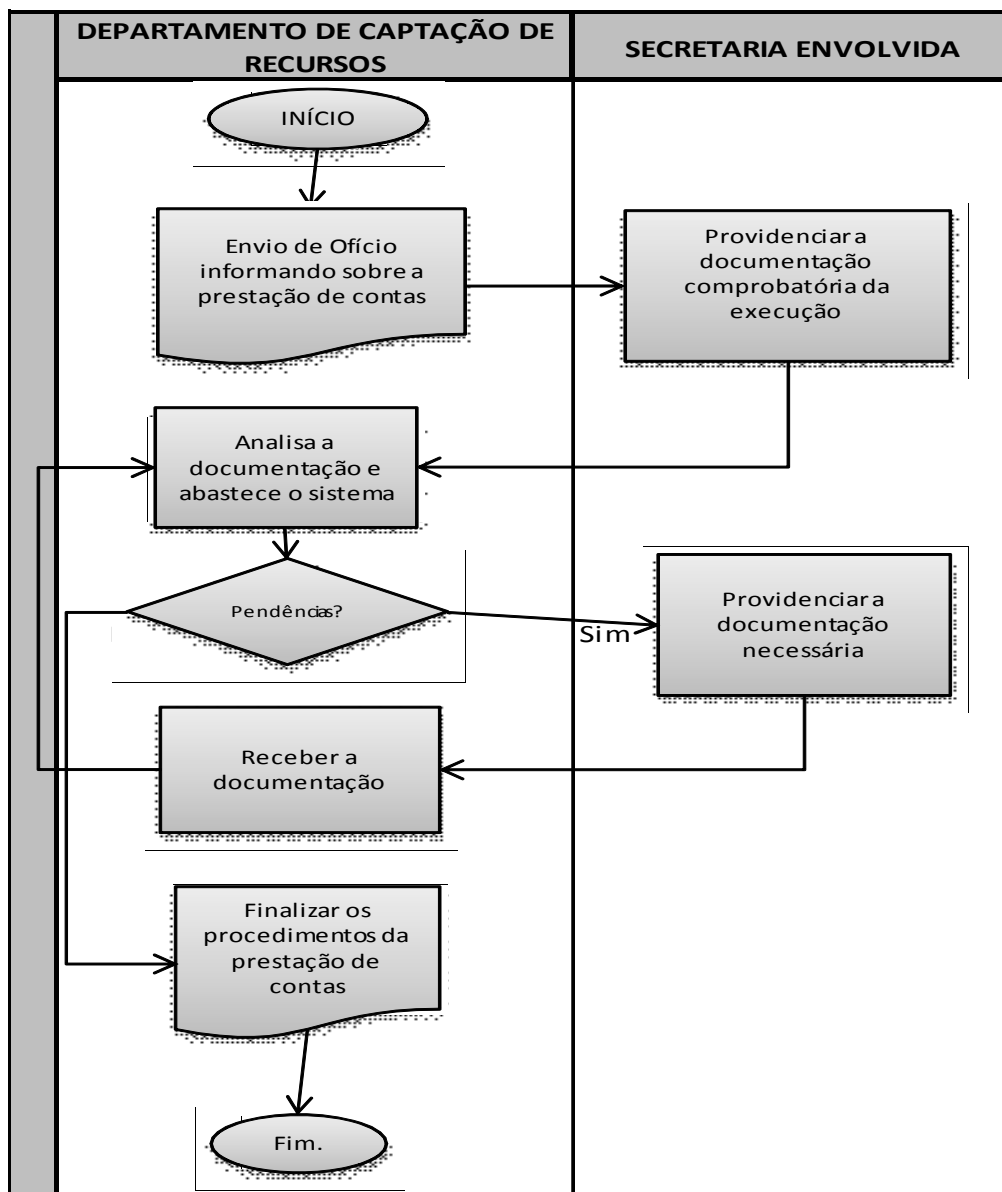 DEPARTAMENTO DE CAPTAÇÃO DE
RECURSOS
SECRETARIA ENVOLVIDA
INÍCIO
Envio de Ofício
informando sobre a
prestação de contas
Providenciar a
documentação
comprobatória da
execução
Analisa a
documentação e
abastece o sistema
Pendências?
Sim
Providenciar a
documentação
necessária
Receber a
documentação
Finalizar os
procedimentos da
prestação de
contas
Fim.